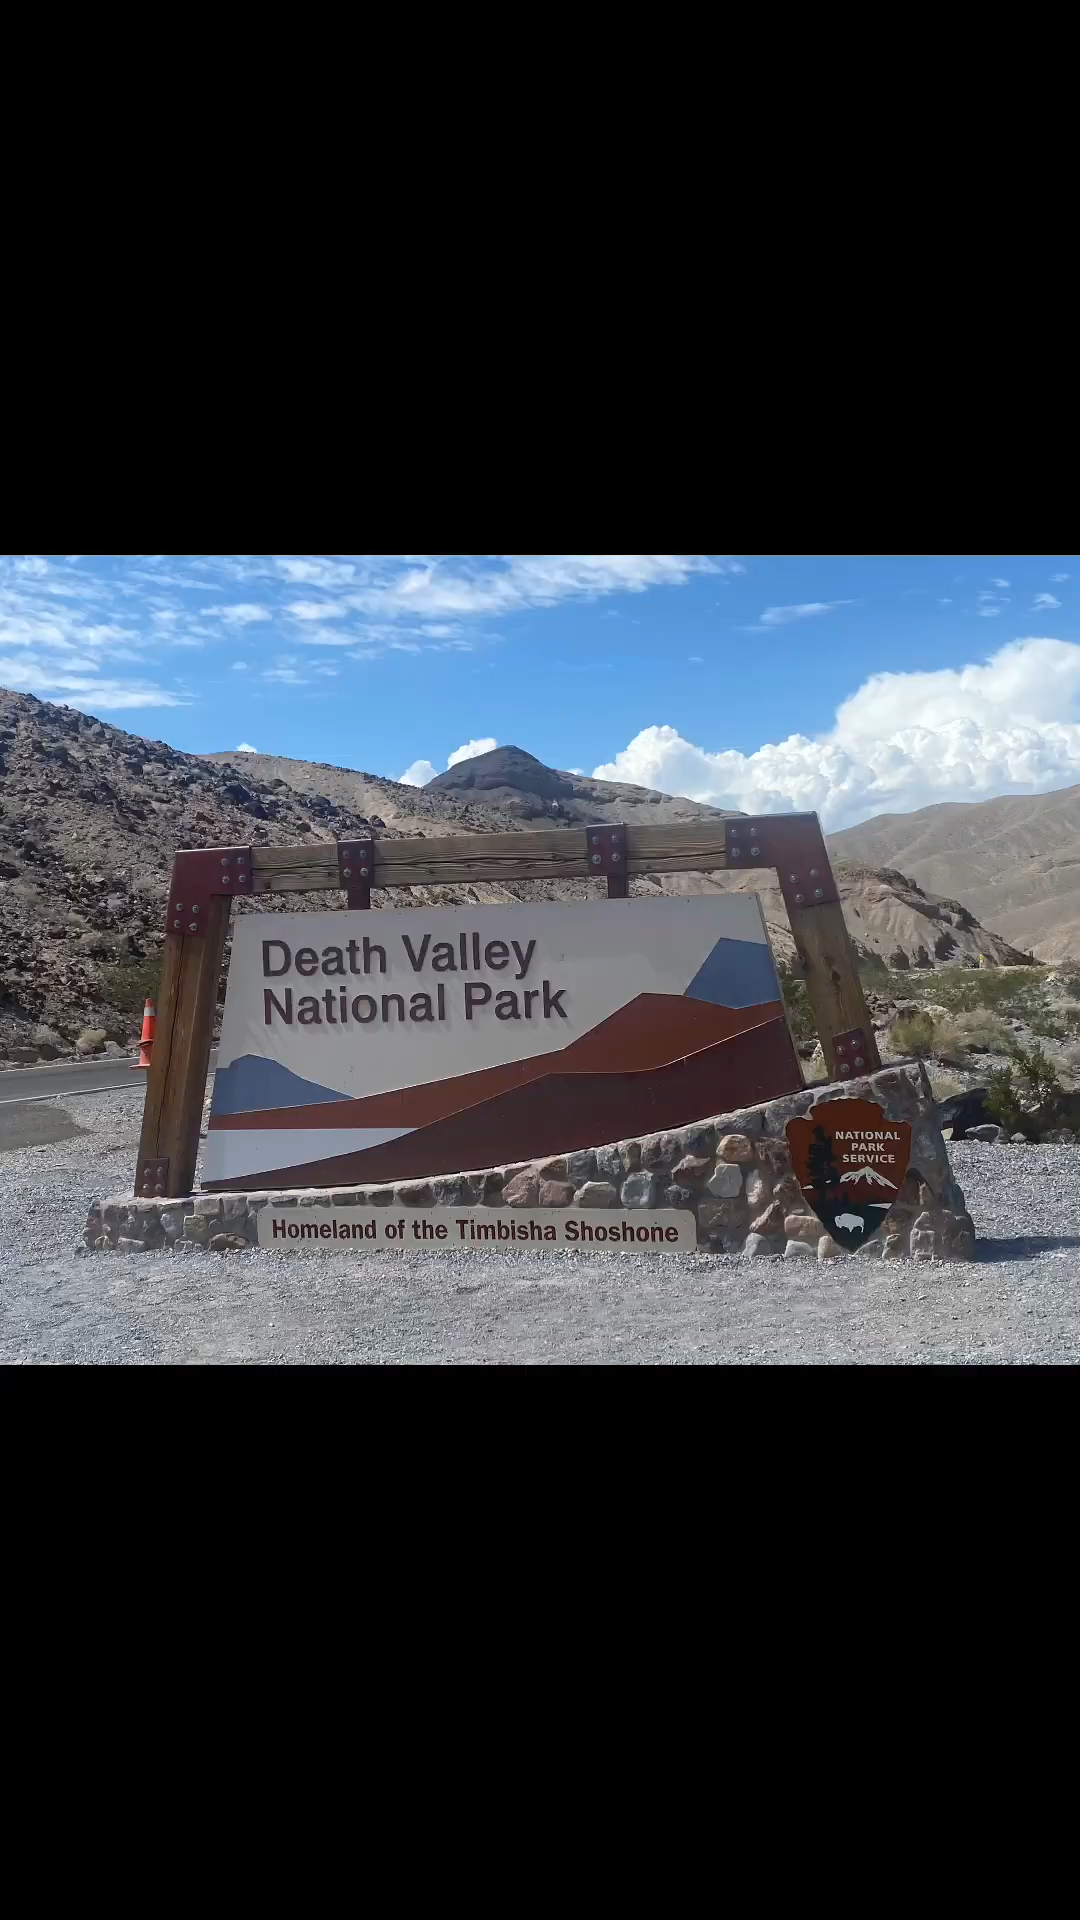 Death Valley
National Park
NATIONAL
PARK
SERVICE
Homeland of the Timbisha Shoshone